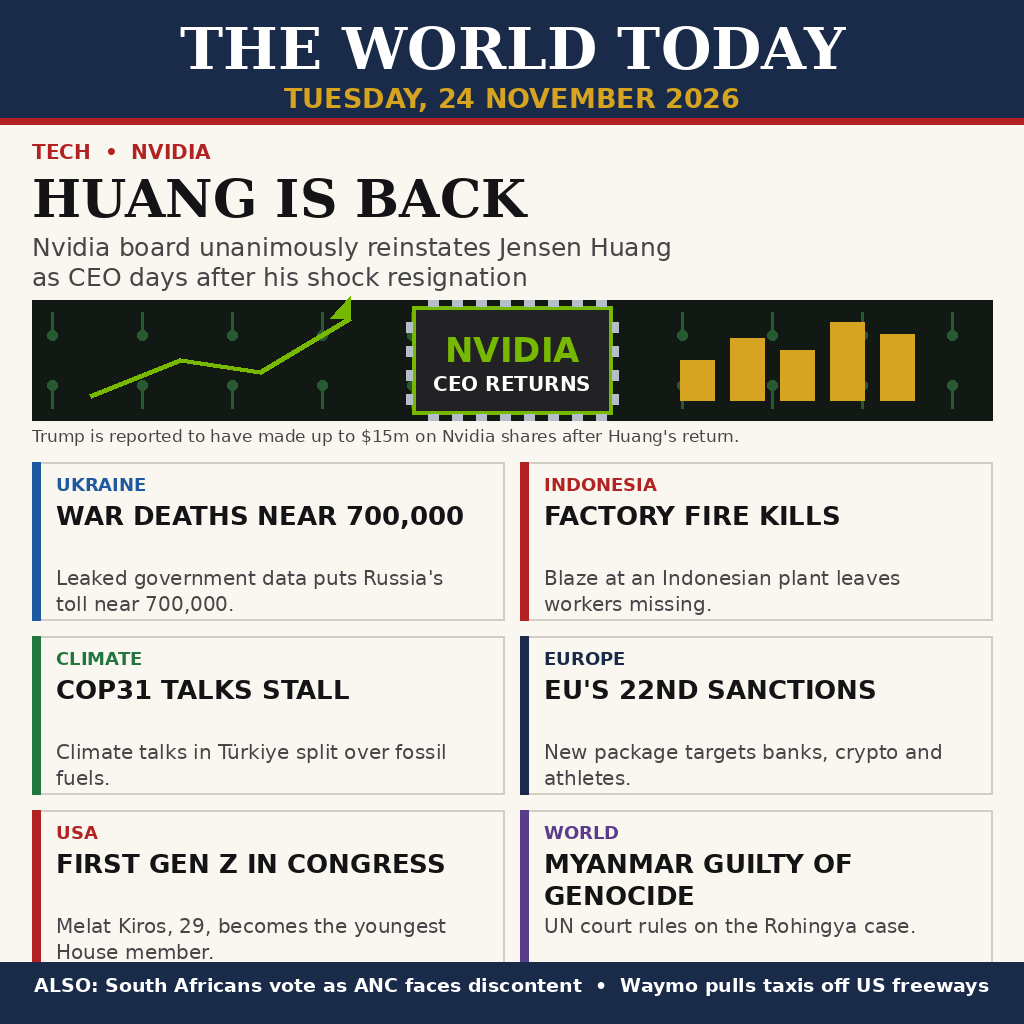 THE WORLD TODAY
TUESDAY, 24 NOVEMBER 2026
TECH • NVIDIA
HUANG IS BACK
Nvidia board unanimously reinstates Jensen Huang
as CEO days after his shock resignation
NVIDIA
CEO RETURNS
Trump is reported to have made up to $15m on Nvidia shares after Huang's return.
UKRAINE
WAR DEATHS NEAR 700,000
Leaked government data puts Russia's
toll near 700,000.
INDONESIA
FACTORY FIRE KILLS
Blaze at an Indonesian plant leaves
workers missing.
CLIMATE
COP31 TALKS STALL
Climate talks in Türkiye split over fossil
fuels.
EUROPE
EU'S 22ND SANCTIONS
New package targets banks, crypto and
athletes.
USA
FIRST GEN Z IN CONGRESS
Melat Kiros, 29, becomes the youngest
House member.
WORLD
MYANMAR GUILTY OF
GENOCIDE
UN court rules on the Rohingya case.
ALSO: South Africans vote as ANC faces discontent • Waymo pulls taxis off US freeways